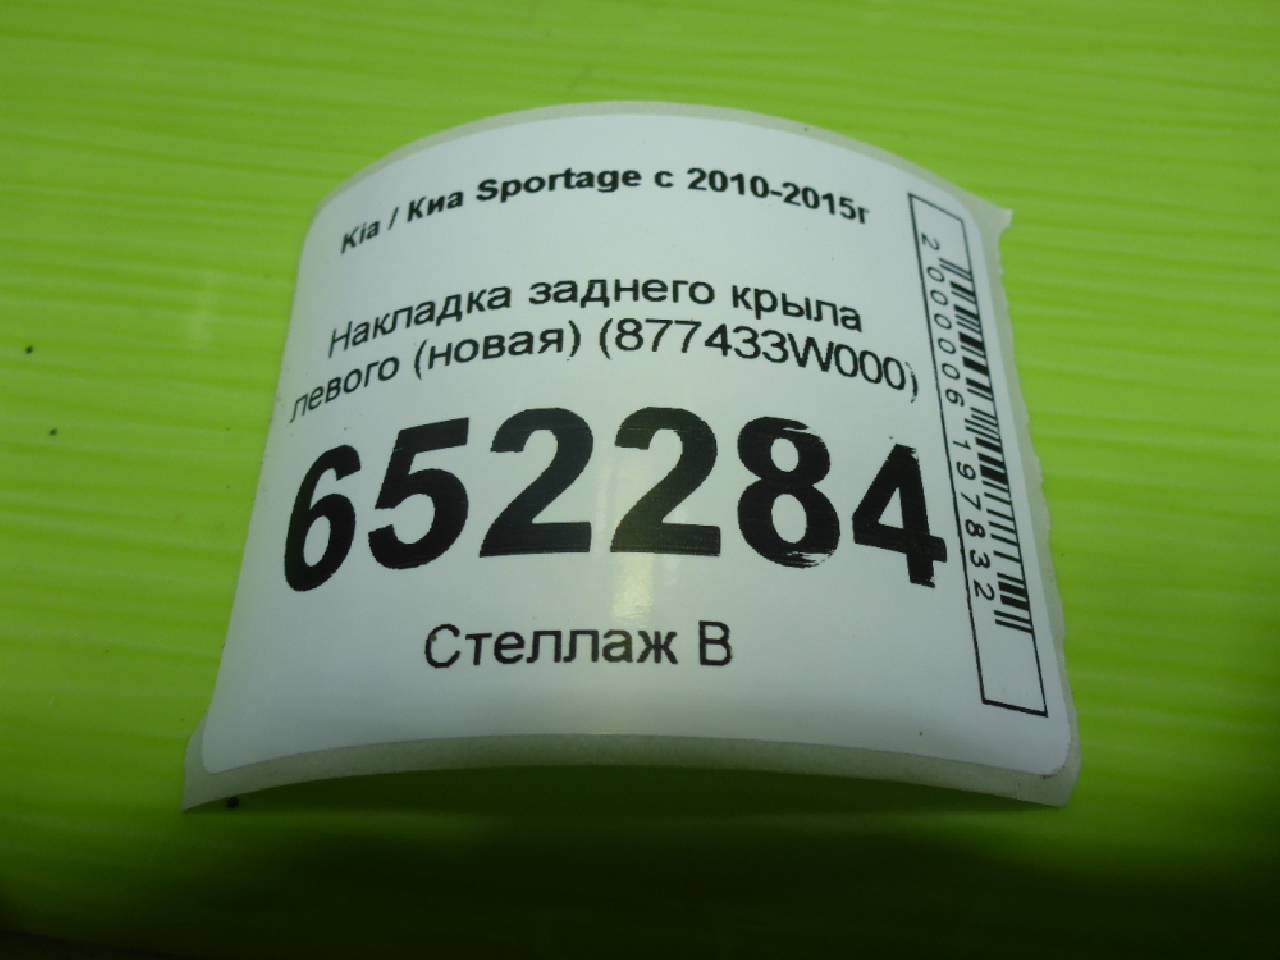 Kia / Киа Sportage с 2010-2015г
Накладка заднего крыла
левого (новая) (877433W000)
652284
Стеллаж В
2000006197832